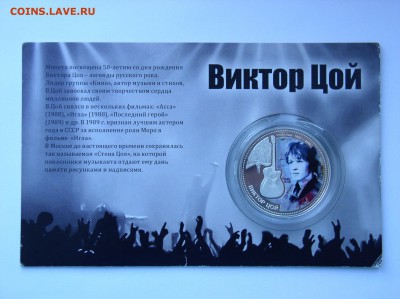 COINS.LAVE.RU
Монета посвящена 50-летию со дня рождения
Виктора Цоя – легенды русского рока.
Лидер группы «Кино», автор музыки и стихов,
В.Цой завоевал своим творчеством сердца
миллионов людей.
В.Цой снялся в нескольких фильмах: «Асса»
(1988), «Игла» (1988), «Последний герой»
(1989) и др. В 1989 г. признан лучшим актером
года в СССР за исполнение роли Моро в
фильме «Игла».
В Москве до настоящего времени сохранилась
так называемая «Стена Цоя», на которой
поклонники музыканта отдают ему дань
памяти рисунками и надписями.
Виктор Цой
ВИКТОР ЦОЙ